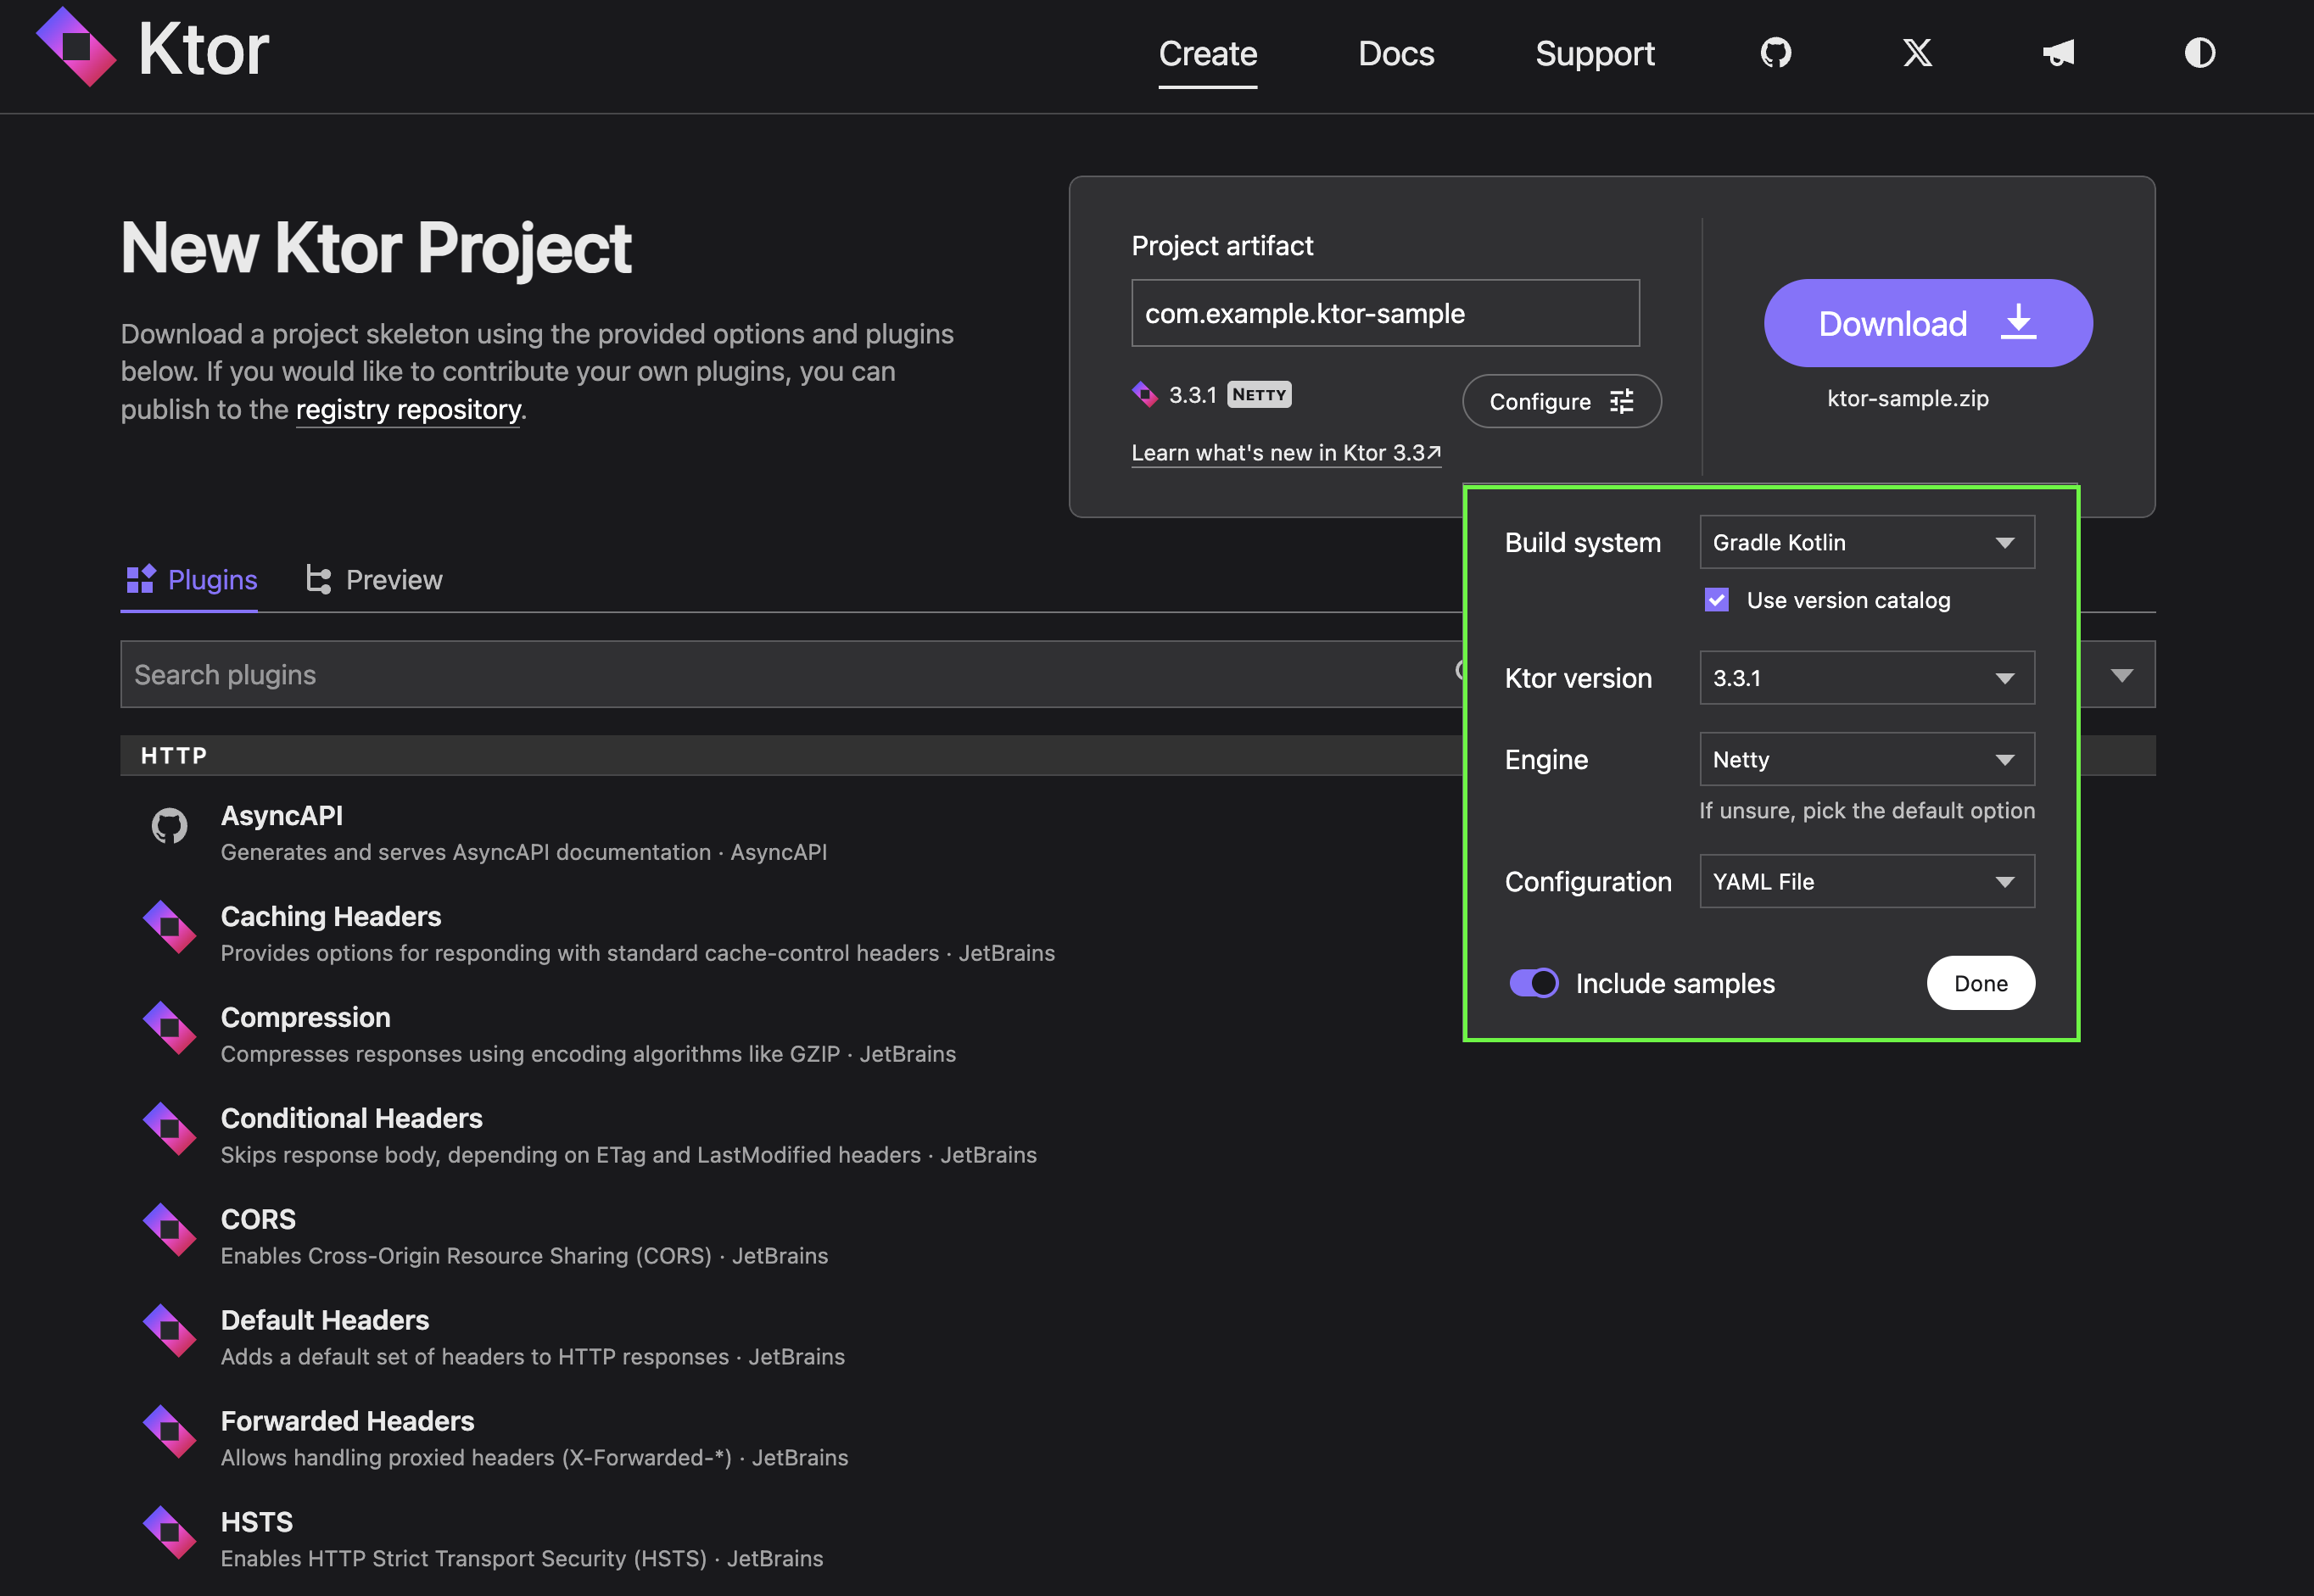 Ktor
Create
Docs
Support
New Ktor Project
Download a project skeleton using the provided options and plugins
below. If you would like to contribute your own plugins, you can
publish to the registry repository.
Project artifact
com.example.ktor-sample
3.3.1 NETTY
Configure
Learn what's new in Ktor 3.3↗
Download
ktor-sample.zip
Build system
Gradle Kotlin
Use version catalog
Ktor version
3.3.1
Engine
Netty
If unsure, pick the default option
Configuration
YAML File
Include samples
Done
Plugins
Preview
Search plugins
HTTP
AsyncAPI
Generates and serves AsyncAPI documentation · AsyncAPI
Caching Headers
Provides options for responding with standard cache-control headers · JetBrains
Compression
Compresses responses using encoding algorithms like GZIP · JetBrains
Conditional Headers
Skips response body, depending on ETag and LastModified headers · JetBrains
CORS
Enables Cross-Origin Resource Sharing (CORS) · JetBrains
Default Headers
Adds a default set of headers to HTTP responses · JetBrains
Forwarded Headers
Allows handling proxied headers (X-Forwarded-*) · JetBrains
HSTS
Enables HTTP Strict Transport Security (HSTS) · JetBrains